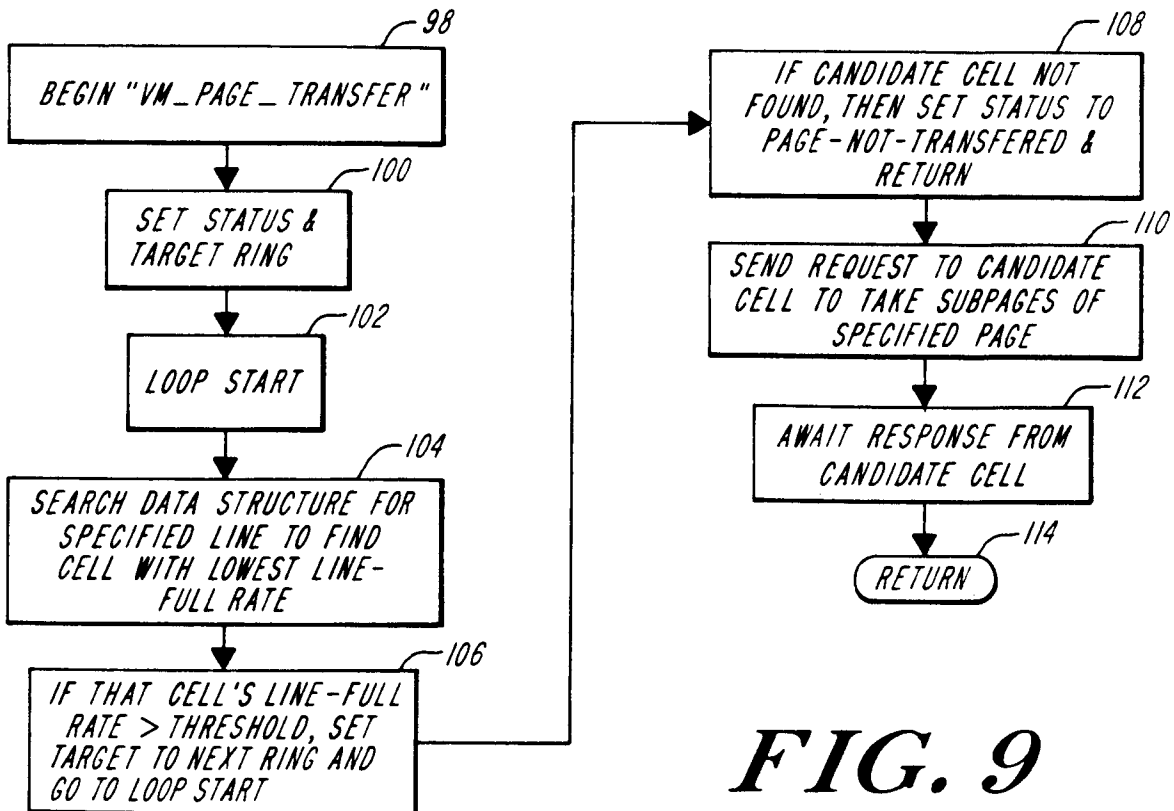 98
BEGIN "VM_PAGE_TRANSFER"
100
SET STATUS &
TARGET RING
102
LOOP START
104
SEARCH DATA STRUCTURE FOR
SPECIFIED LINE TO FIND
CELL WITH LOWEST LINE-
FULL RATE
106
IF THAT CELL'S LINE-FULL
RATE > THRESHOLD, SET
TARGET TO NEXT RING AND
GO TO LOOP START
108
IF CANDIDATE CELL NOT
FOUND, THEN SET STATUS TO
PAGE-NOT-TRANSFERED &
RETURN
110
SEND REQUEST TO CANDIDATE
CELL TO TAKE SUBPAGES OF
SPECIFIED PAGE
112
AWAIT RESPONSE FROM
CANDIDATE CELL
114
RETURN
FIG. 9